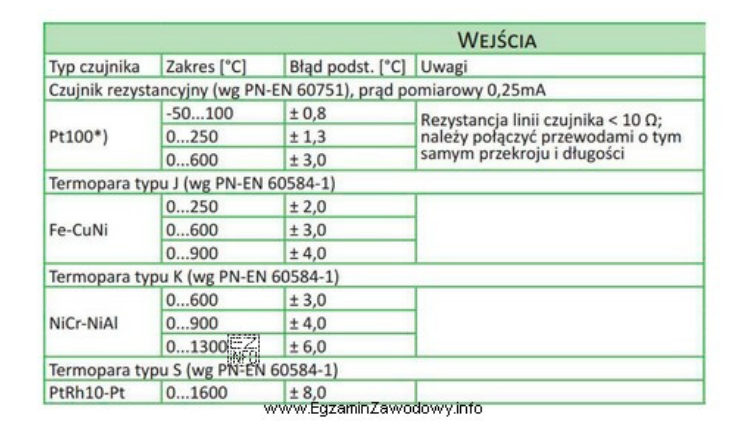 WEJŚCIA
Typ czujnika Zakres [°C] Błąd podst. [°C] Uwagi
Czujnik rezystancyjny (wg PN-EN 60751), prąd pomiarowy 0,25mA
Pt100*)
-50...100 ± 0,8
0...250 ± 1,3
0...600 ± 3,0
Rezystancja linii czujnika < 10 Ω;
należy połączyć przewodami o tym
samym przekroju i długości
Termopara typu J (wg PN-EN 60584-1)
Fe-CuNi
0...250 ± 2,0
0...600 ± 3,0
0...900 ± 4,0
Termopara typu K (wg PN-EN 60584-1)
NiCr-NiAl
0...600 ± 3,0
0...900 ± 4,0
0...1300 ± 6,0
EZ
INFO
Termopara typu S (wg PN-EN 60584-1)
PtRh10-Pt 0...1600 ± 8,0
www.EgzaminZawodowy.info